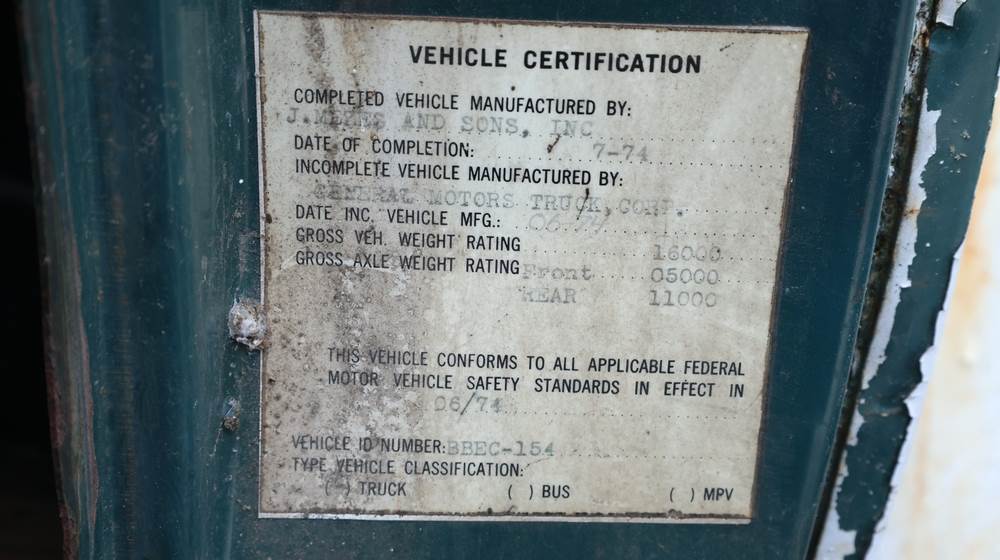 VEHICLE CERTIFICATION
COMPLETED VEHICLE MANUFACTURED BY:
J. AND SONS, INC
DATE OF COMPLETION: 7-74
INCOMPLETE VEHICLE MANUFACTURED BY:
GENERAL MOTORS TRUCK, CORP.
DATE INC. VEHICLE MFG.:
GROSS VEH. WEIGHT RATING 16000
GROSS AXLE WEIGHT RATING Front 05000
REAR 11000
THIS VEHICLE CONFORMS TO ALL APPLICABLE FEDERAL
MOTOR VEHICLE SAFETY STANDARDS IN EFFECT IN
06/74
VEHICLE ID NUMBER: BBEC-154
TYPE VEHICLE CLASSIFICATION:
( ) TRUCK ( ) BUS ( ) MPV